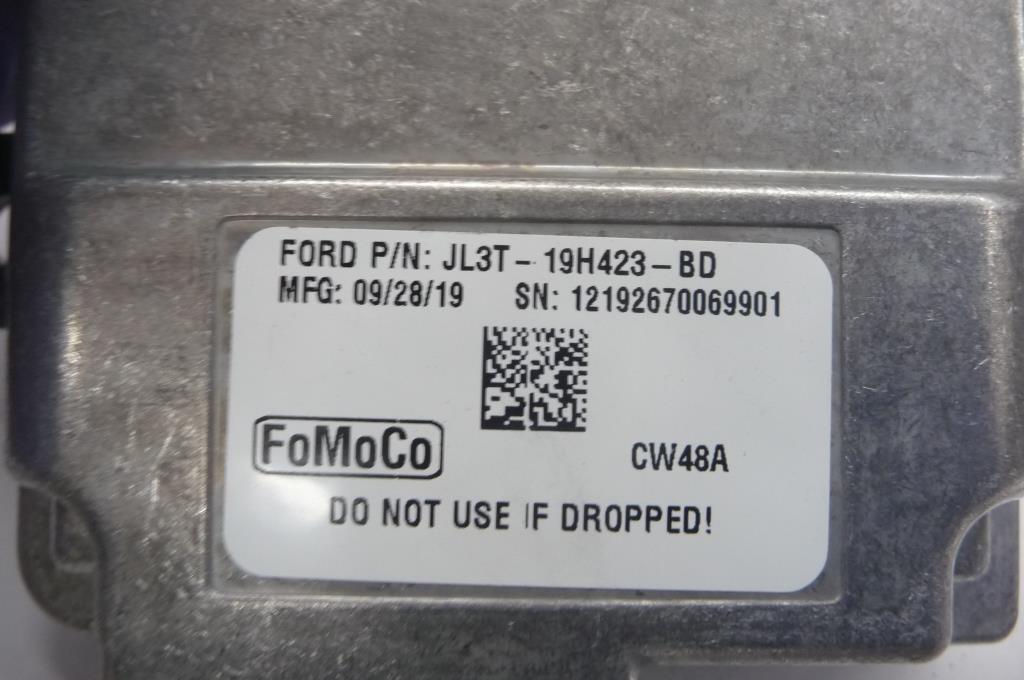 FORD P/N: JL3T - 19H423 - BD
MFG: 09/28/19 SN: 12192670069901
FoMoCo
CW48A
DO NOT USE IF DROPPED!